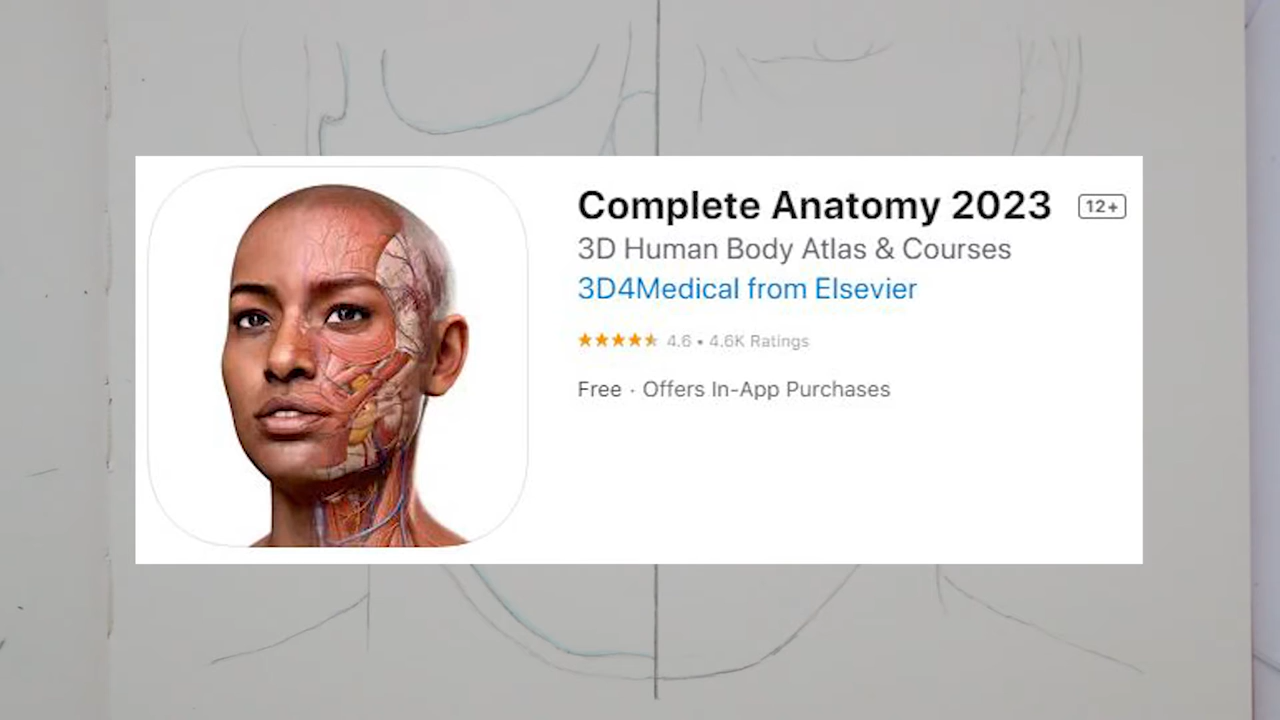 Complete Anatomy 2023 12+
3D Human Body Atlas & Courses
3D4Medical from Elsevier
4.6 • 4.6K Ratings
Free · Offers In-App Purchases